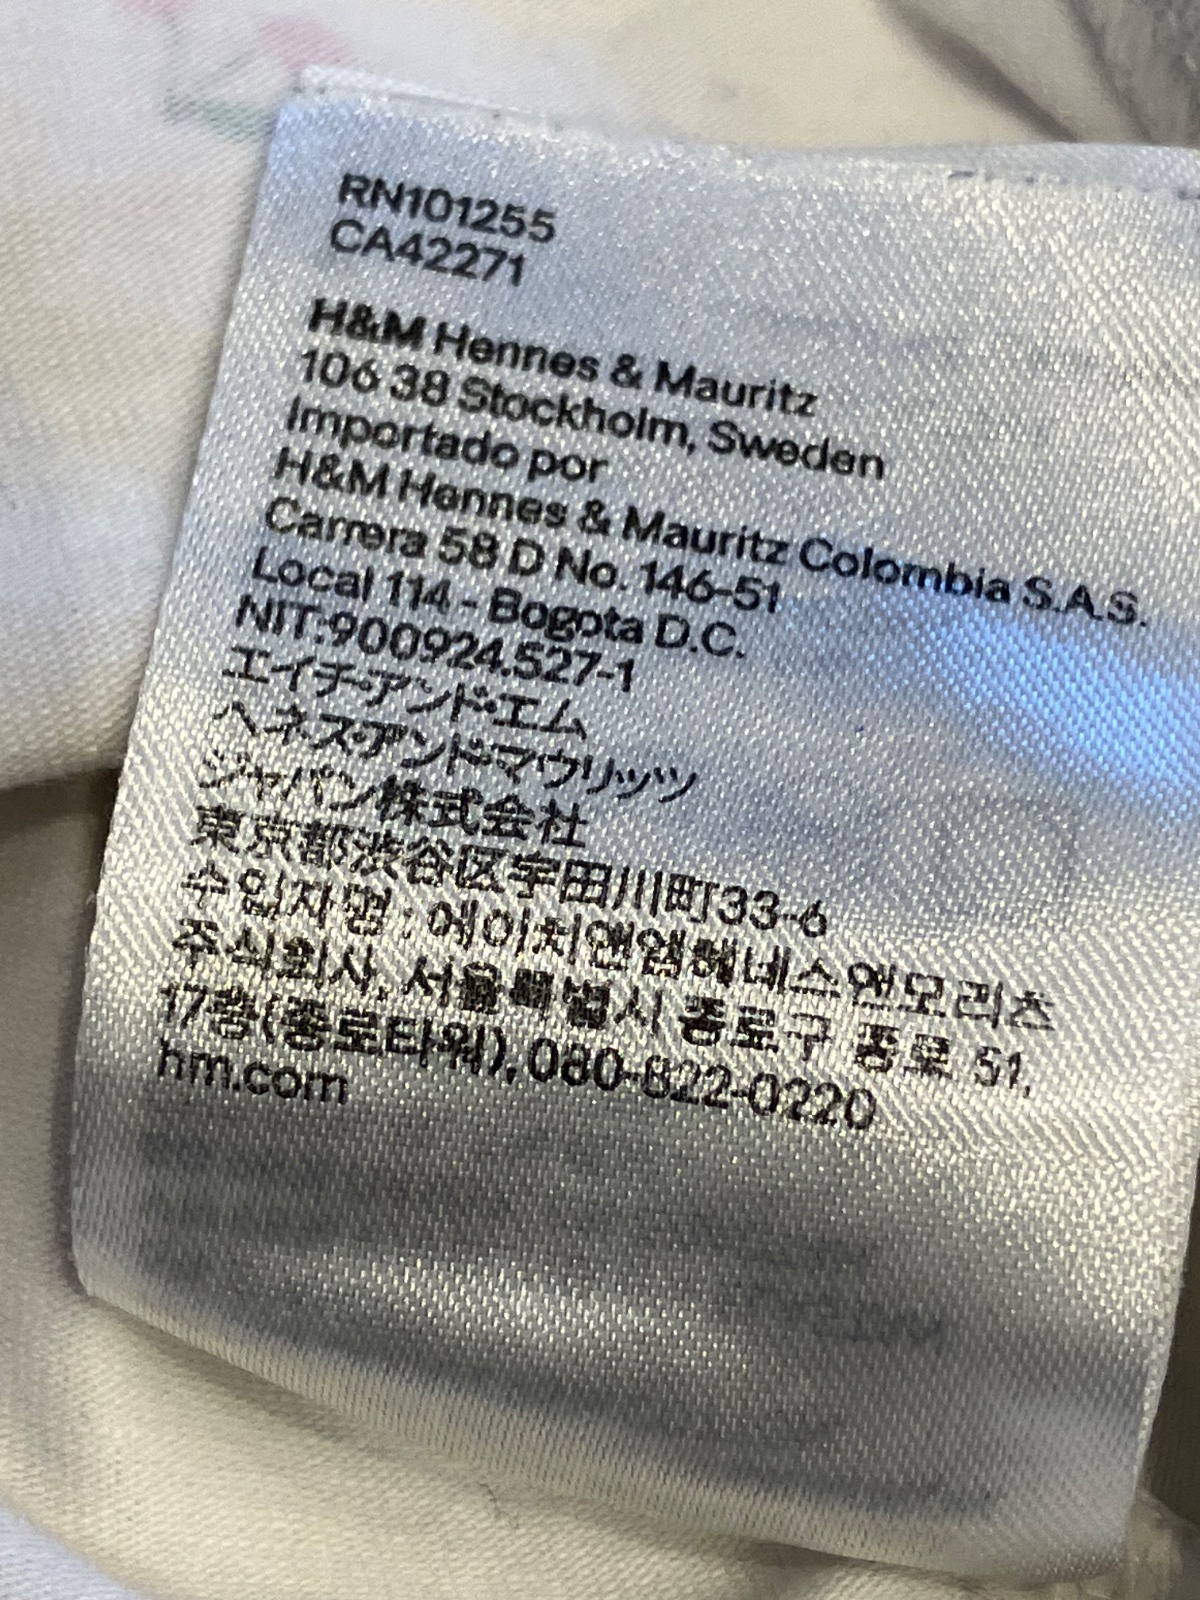 RN101255
CA42271
H&M Hennes & Mauritz
106 38 Stockholm, Sweden
Importado por
H&M Hennes & Mauritz Colombia S.A.S.
Carrera 58 D No. 146-51
Local 114 - Bogota D.C.
NIT:900924.527-1
エイチ・アンド・エム
ヘネス・アンド・マウリッツ
ジャパン株式会社
東京都渋谷区宇田川町33-6
수입자명 : 에이치앤엠헤네스앤모리츠
주식회사, 서울특별시 종로구 종로 51,
17층(종로타워), 080-822-0220
hm.com